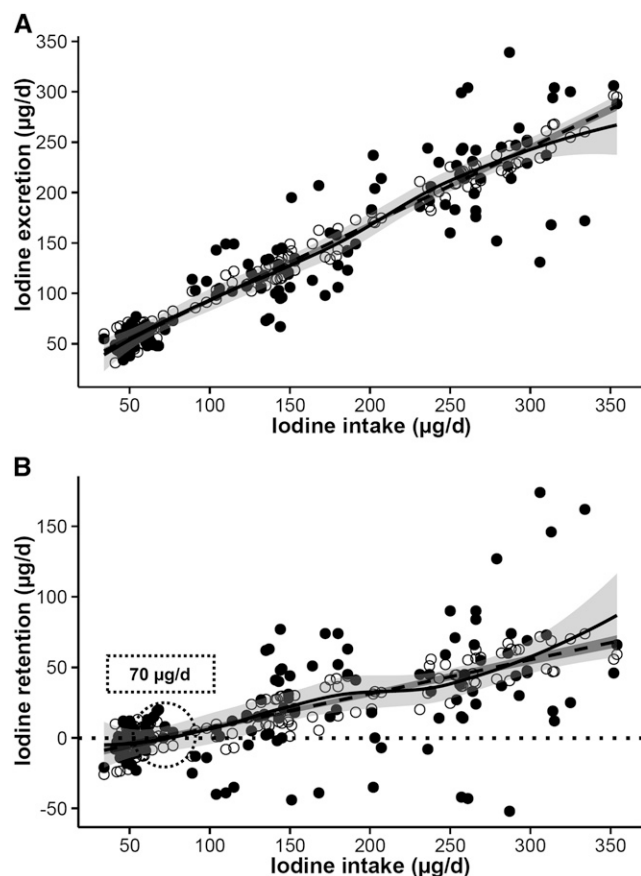 A
Iodine excretion (µg/d)
350
300
250
200
150
100
50
50 100 150 200 250 300 350
Iodine intake (µg/d)
B
Iodine retention (µg/d)
150
100
50
0
-50
70 µg/d
50 100 150 200 250 300 350
Iodine intake (µg/d)